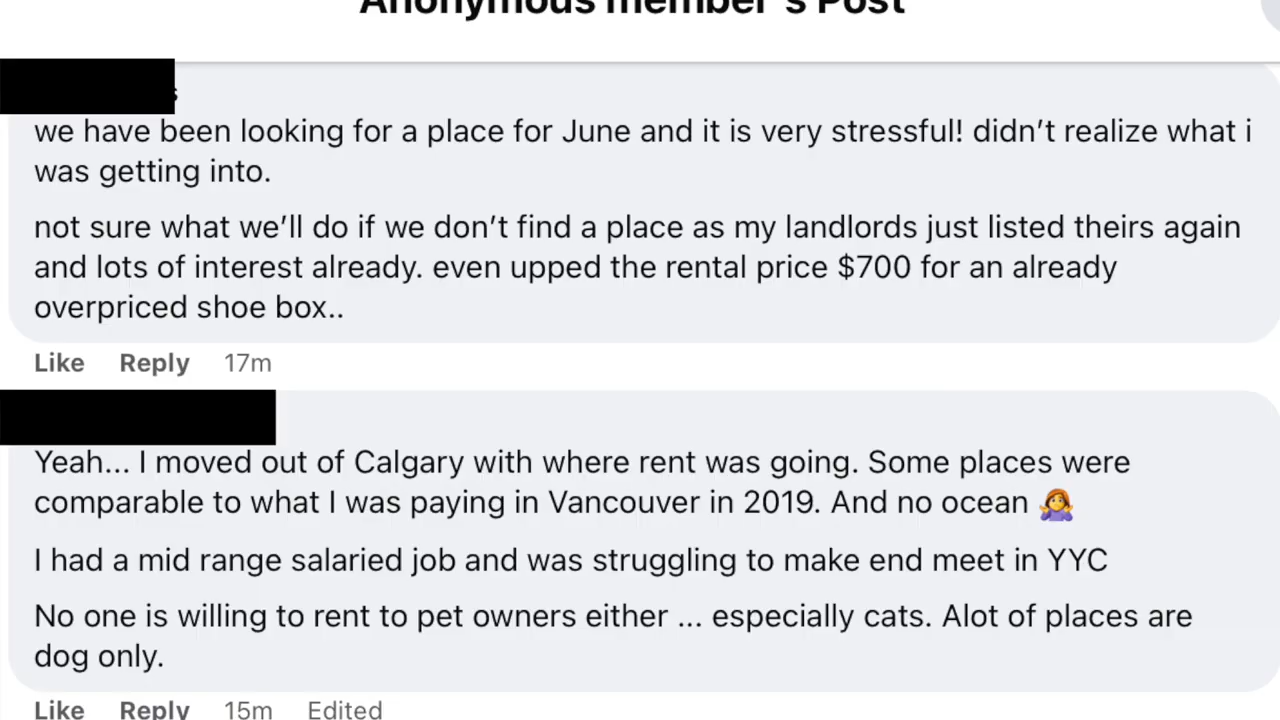 Anonymous member's Post
we have been looking for a place for June and it is very stressful! didn’t realize what i
was getting into.
not sure what we’ll do if we don’t find a place as my landlords just listed theirs again
and lots of interest already. even upped the rental price $700 for an already
overpriced shoe box..
Like Reply 17m
Yeah... I moved out of Calgary with where rent was going. Some places were
comparable to what I was paying in Vancouver in 2019. And no ocean 🤷‍♀️
I had a mid range salaried job and was struggling to make end meet in YYC
No one is willing to rent to pet owners either ... especially cats. Alot of places are
dog only.
Like Reply 15m Edited